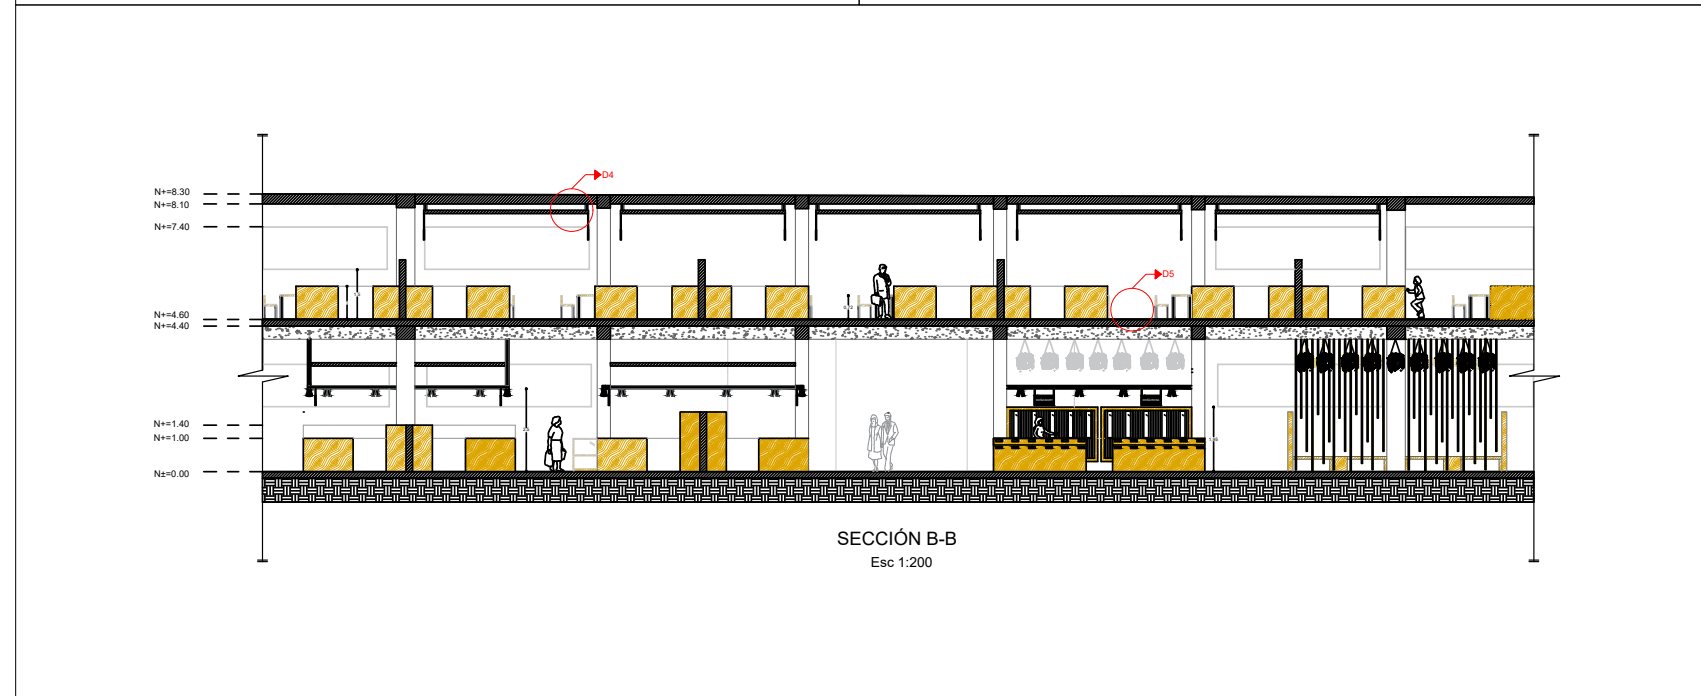 D4
N+=8.30
N+=8.10
N+=7.40
D5
N+=4.60
N+=4.40
N+=1.40
N+=1.00
N±=0.00
SECCIÓN B-B
Esc 1:200